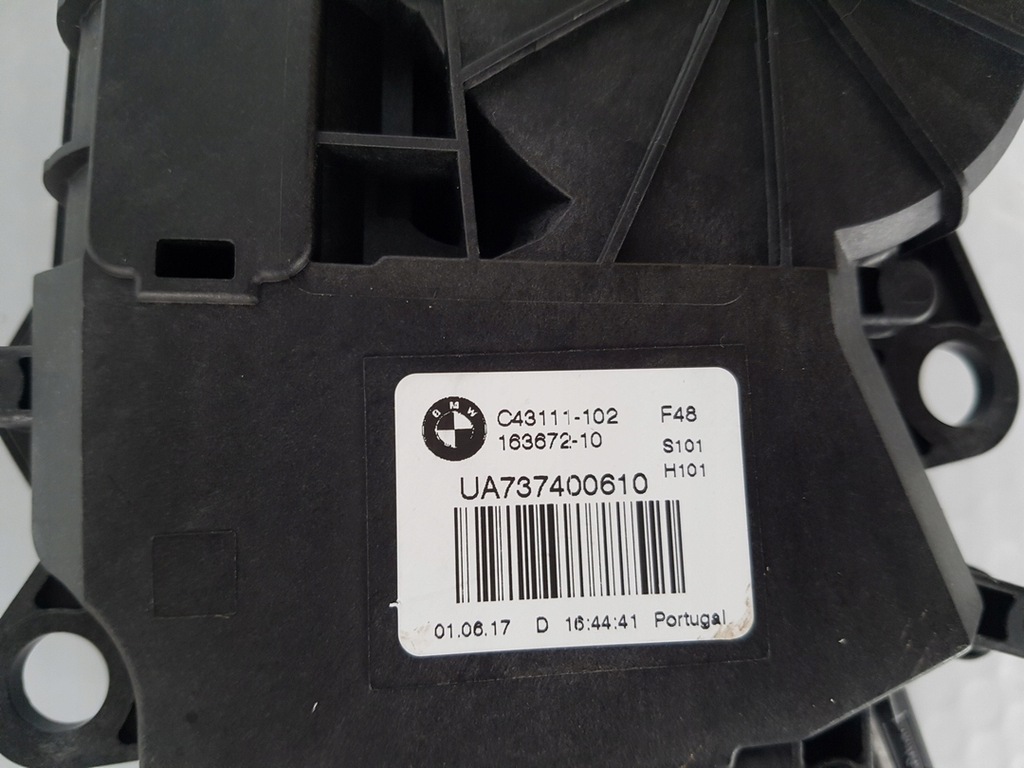 BMW
C43111-102 F48
163672-10 S101
H101
UA737400610
01.06.17 D 16:44:41 Portugal